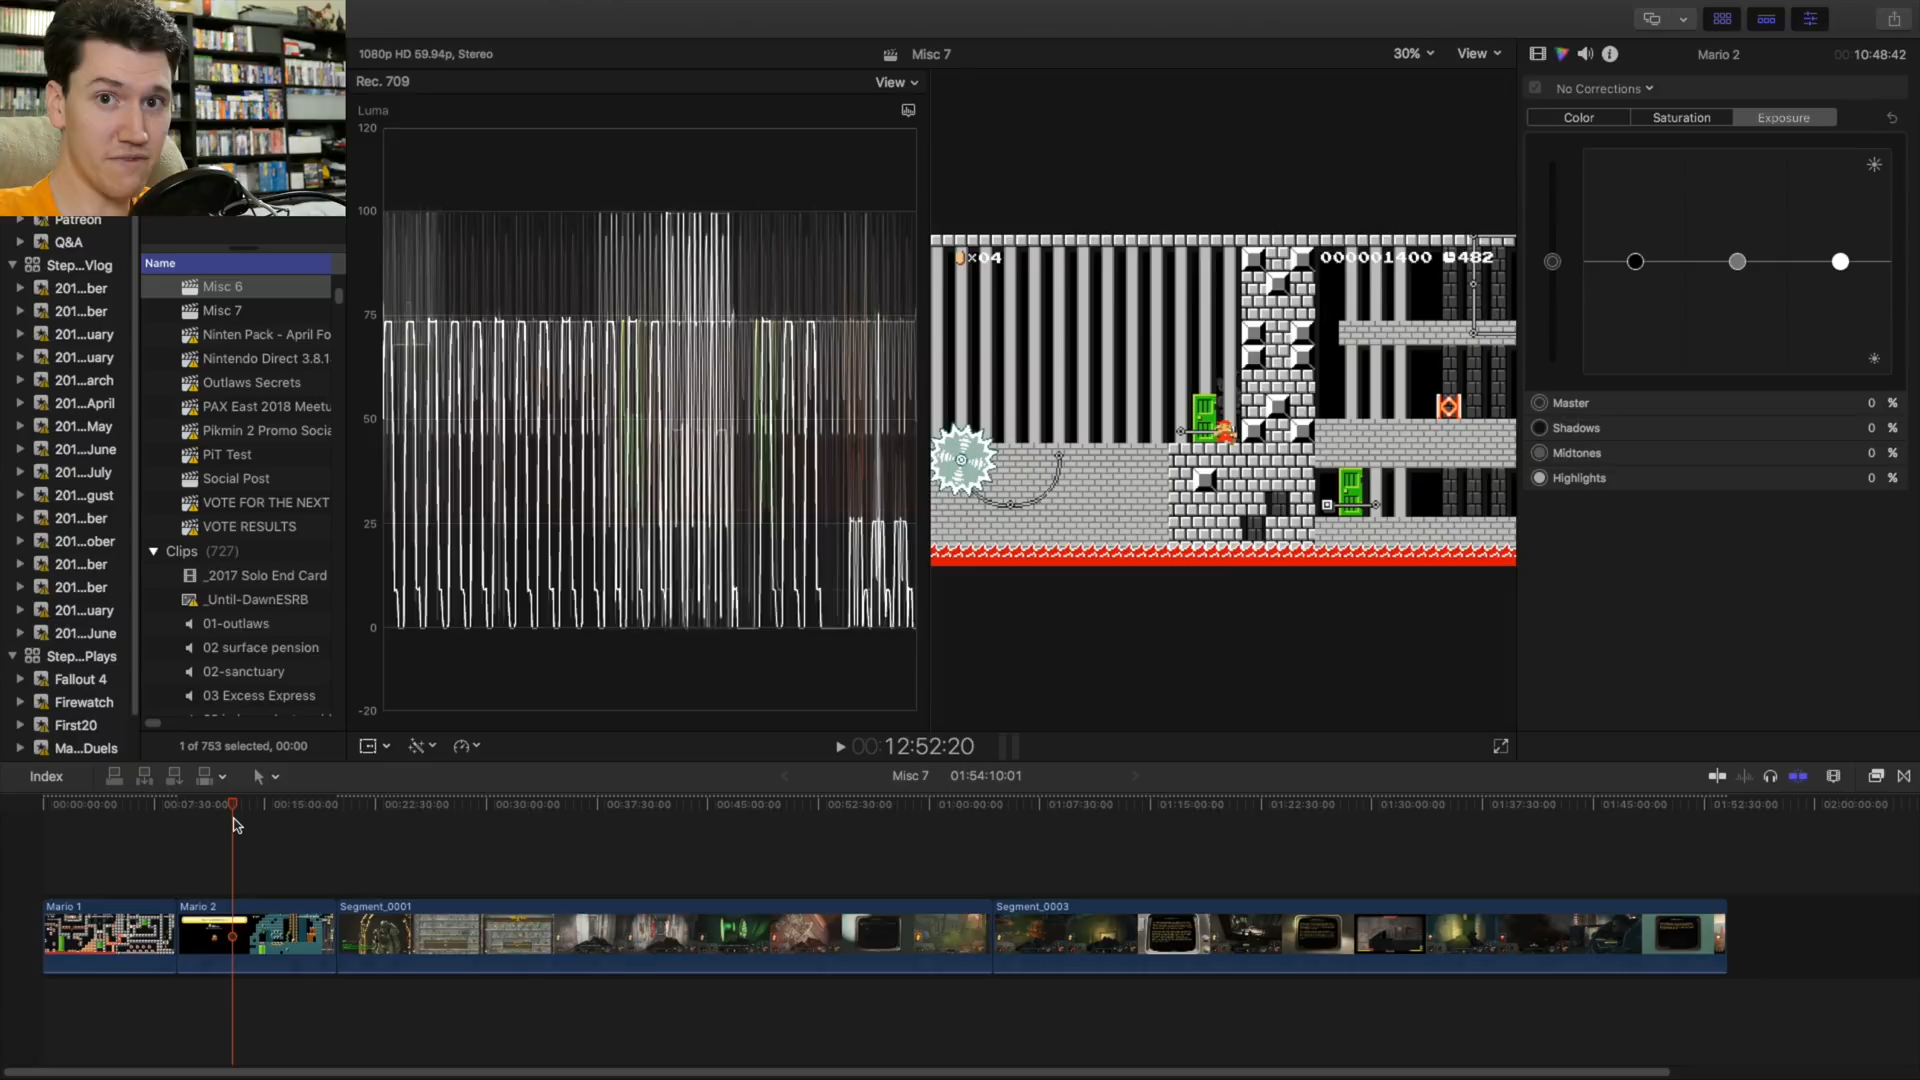 1080p HD 59.94p, Stereo
Misc 7
30%
View
Mario 2
00:10:48:42
Rec. 709
View
No Corrections
Luma
Color
Saturation
Exposure
120
100
75
50
25
0
-20
×04
000001400
482
Patreon
Q&A
Step...Vlog
201...ber
201...ber
201...uary
201...uary
201...arch
201...April
201...May
201...June
201...July
201...gust
201...ber
201...ober
201...ber
201...ber
201...uary
201...June
Step...Plays
Fallout 4
Firewatch
First20
Ma...Duels
Name
Misc 6
Misc 7
Ninten Pack - April Fo
Nintendo Direct 3.8.1
Outlaws Secrets
PAX East 2018 Meetu
Pikmin 2 Promo Socia
PiT Test
Social Post
VOTE FOR THE NEXT
VOTE RESULTS
Clips (727)
_2017 Solo End Card
_Until-DawnESRB
01-outlaws
02 surface pension
02-sanctuary
03 Excess Express
1 of 753 selected, 00:00
Master 0 %
Shadows 0 %
Midtones 0 %
Highlights 0 %
00:12:52:20
Index
Misc 7
01:54:10:01
00:00:00:00
00:07:30:00
00:15:00:00
00:22:30:00
00:30:00:00
00:37:30:00
00:45:00:00
00:52:30:00
01:00:00:00
01:07:30:00
01:15:00:00
01:22:30:00
01:30:00:00
01:37:30:00
01:45:00:00
01:52:30:00
02:00:00:00
Mario 1
Mario 2
Segment_0001
Segment_0003